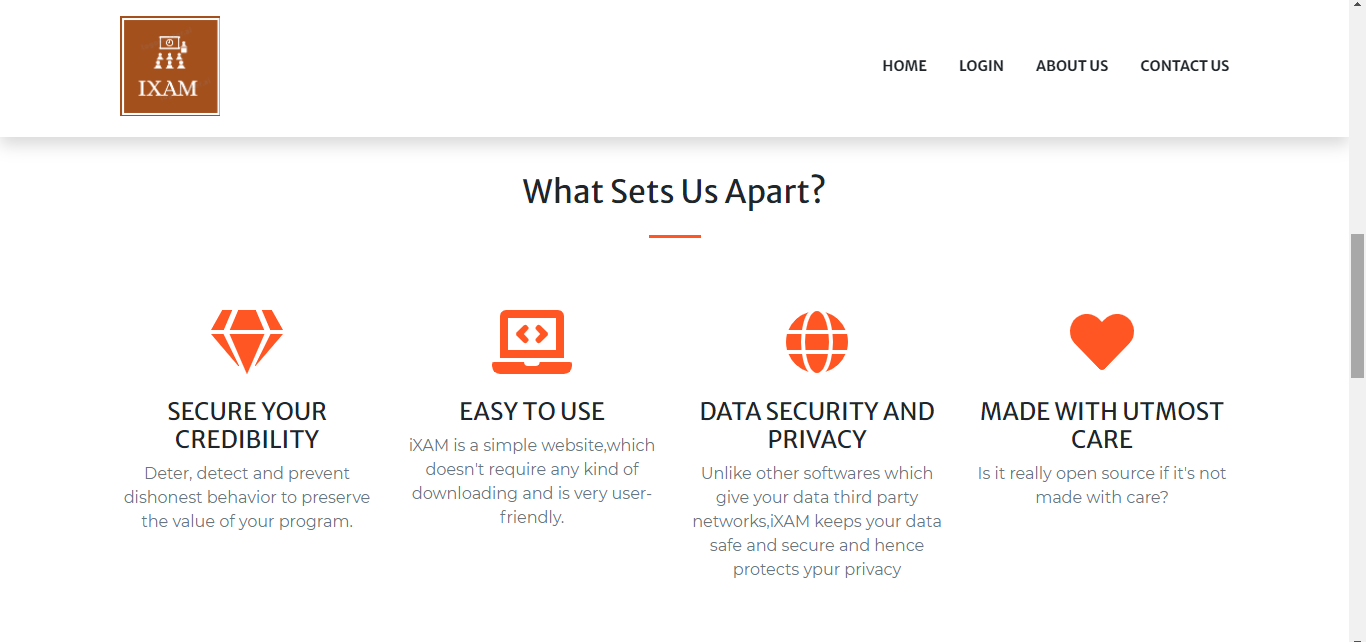 IXAM
HOME LOGIN ABOUT US CONTACT US
What Sets Us Apart?
SECURE YOUR
CREDIBILITY
Deter, detect and prevent
dishonest behavior to preserve
the value of your program.
EASY TO USE
iXAM is a simple website,which
doesn't require any kind of
downloading and is very user-
friendly.
DATA SECURITY AND
PRIVACY
Unlike other softwares which
give your data third party
networks,iXAM keeps your data
safe and secure and hence
protects ypur privacy
MADE WITH UTMOST
CARE
Is it really open source if it's not
made with care?